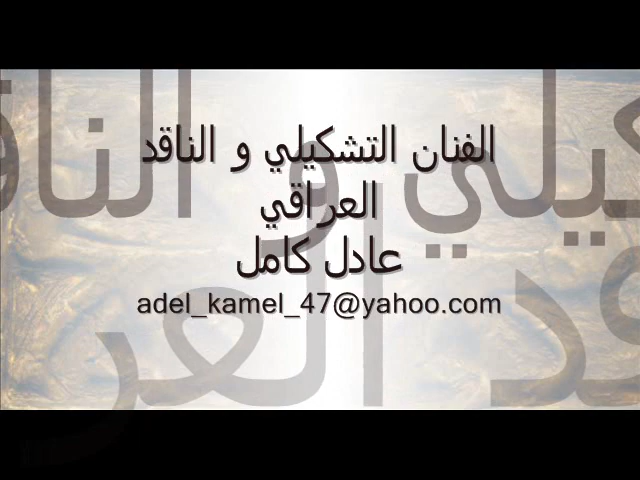 الفنان التشكيلي و الناقد
العراقي
عادل كامل
adel_kamel_47@yahoo.com